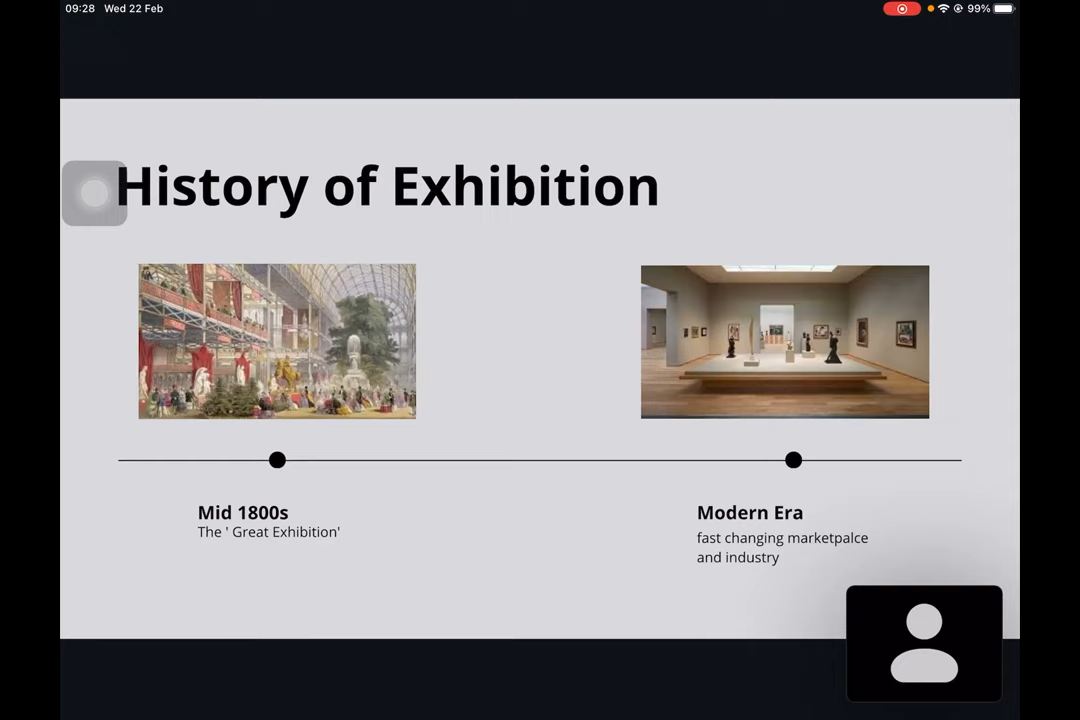 09:28 Wed 22 Feb
99%
History of Exhibition
Mid 1800s
The ' Great Exhibition'
Modern Era
fast changing marketpalce
and industry